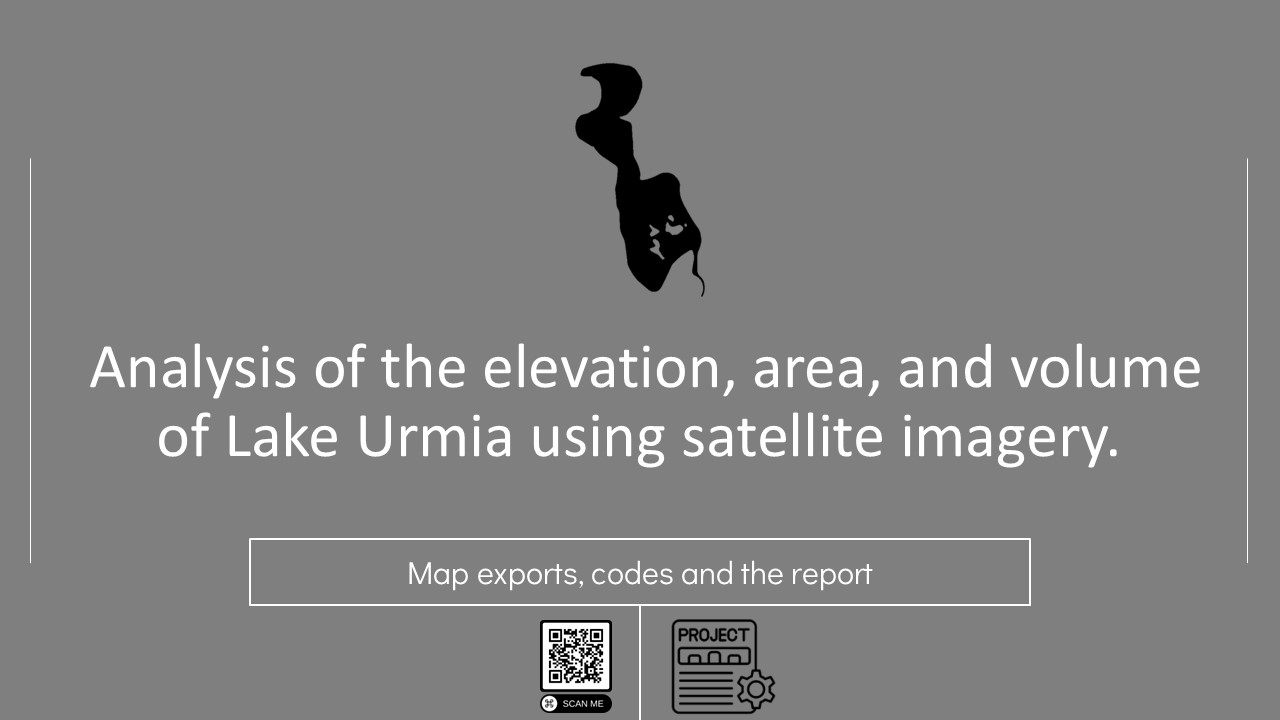 Analysis of the elevation, area, and volume
of Lake Urmia using satellite imagery.
Map exports, codes and the report
SCAN ME
PROJECT